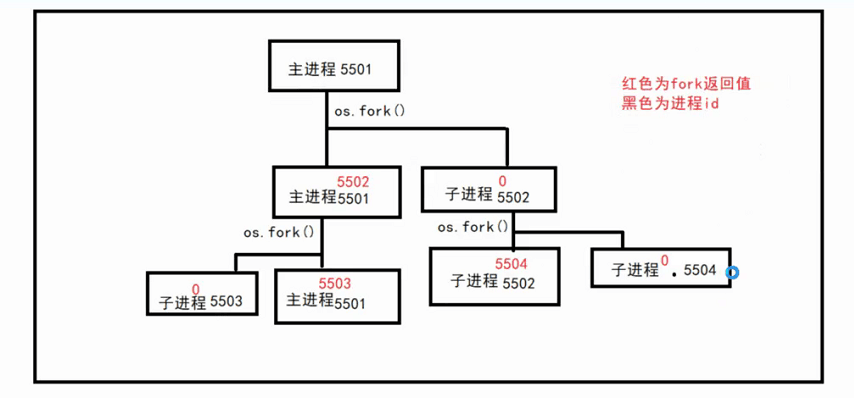 主进程 5501
红色为fork返回值
黑色为进程id
os.fork()
5502
主进程5501
0
子进程 5502
os.fork()
os.fork()
0
子进程 5503
5503
主进程5501
5504
子进程 5502
0
子进程 . 5504